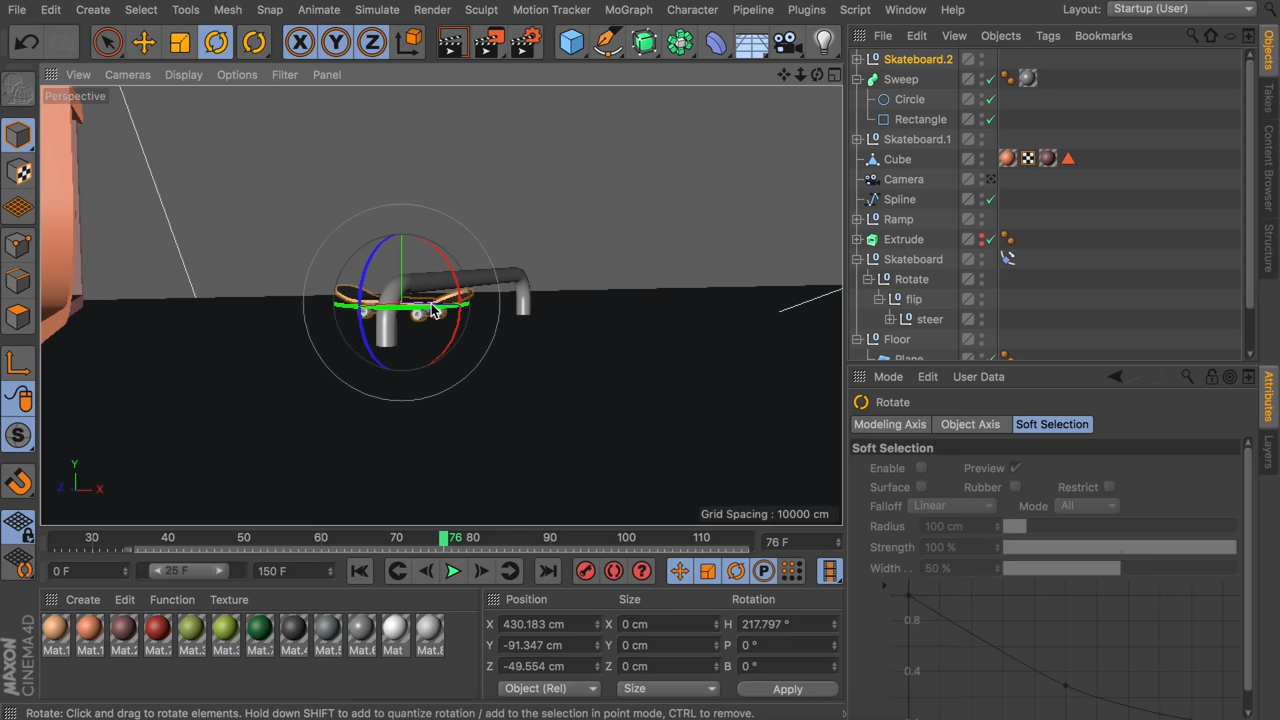 File Edit Create Select Tools Mesh Snap Animate Simulate Render Sculpt Motion Tracker MoGraph Character Pipeline Plugins Script Window Help Layout: Startup (User)
File Edit View Objects Tags Bookmarks
View Cameras Display Options Filter Panel
Perspective
Skateboard.2
Sweep
Circle
Rectangle
Skateboard.1
Cube
Camera
Spline
Ramp
Extrude
Skateboard
Rotate
flip
steer
Floor
Plane
Objects
Takes
Content Browser
Structure
Y
Z X
Grid Spacing : 10000 cm
Mode Edit User Data
Rotate
Modeling Axis Object Axis Soft Selection
Soft Selection
Enable Preview
Surface Rubber Restrict
Falloff Linear Mode All
Radius 100 cm
Strength 100 %
Width . . 50 %
0.8
0.4
Attributes
Layers
30 40 50 60 70 76 80 90 100 110 76 F
0 F 25 F 150 F
Create Edit Function Texture
Mat.1 Mat.1 Mat.2 Mat.7 Mat.3 Mat.3 Mat.7 Mat.4 Mat.5 Mat.6 Mat Mat.8
Position Size Rotation
X 430.183 cm X 0 cm H 217.797 °
Y -91.347 cm Y 0 cm P 0 °
Z -49.554 cm Z 0 cm B 0 °
Object (Rel) Size Apply
MAXON
CINEMA 4D
Rotate: Click and drag to rotate elements. Hold down SHIFT to add to quantize rotation / add to the selection in point mode, CTRL to remove.